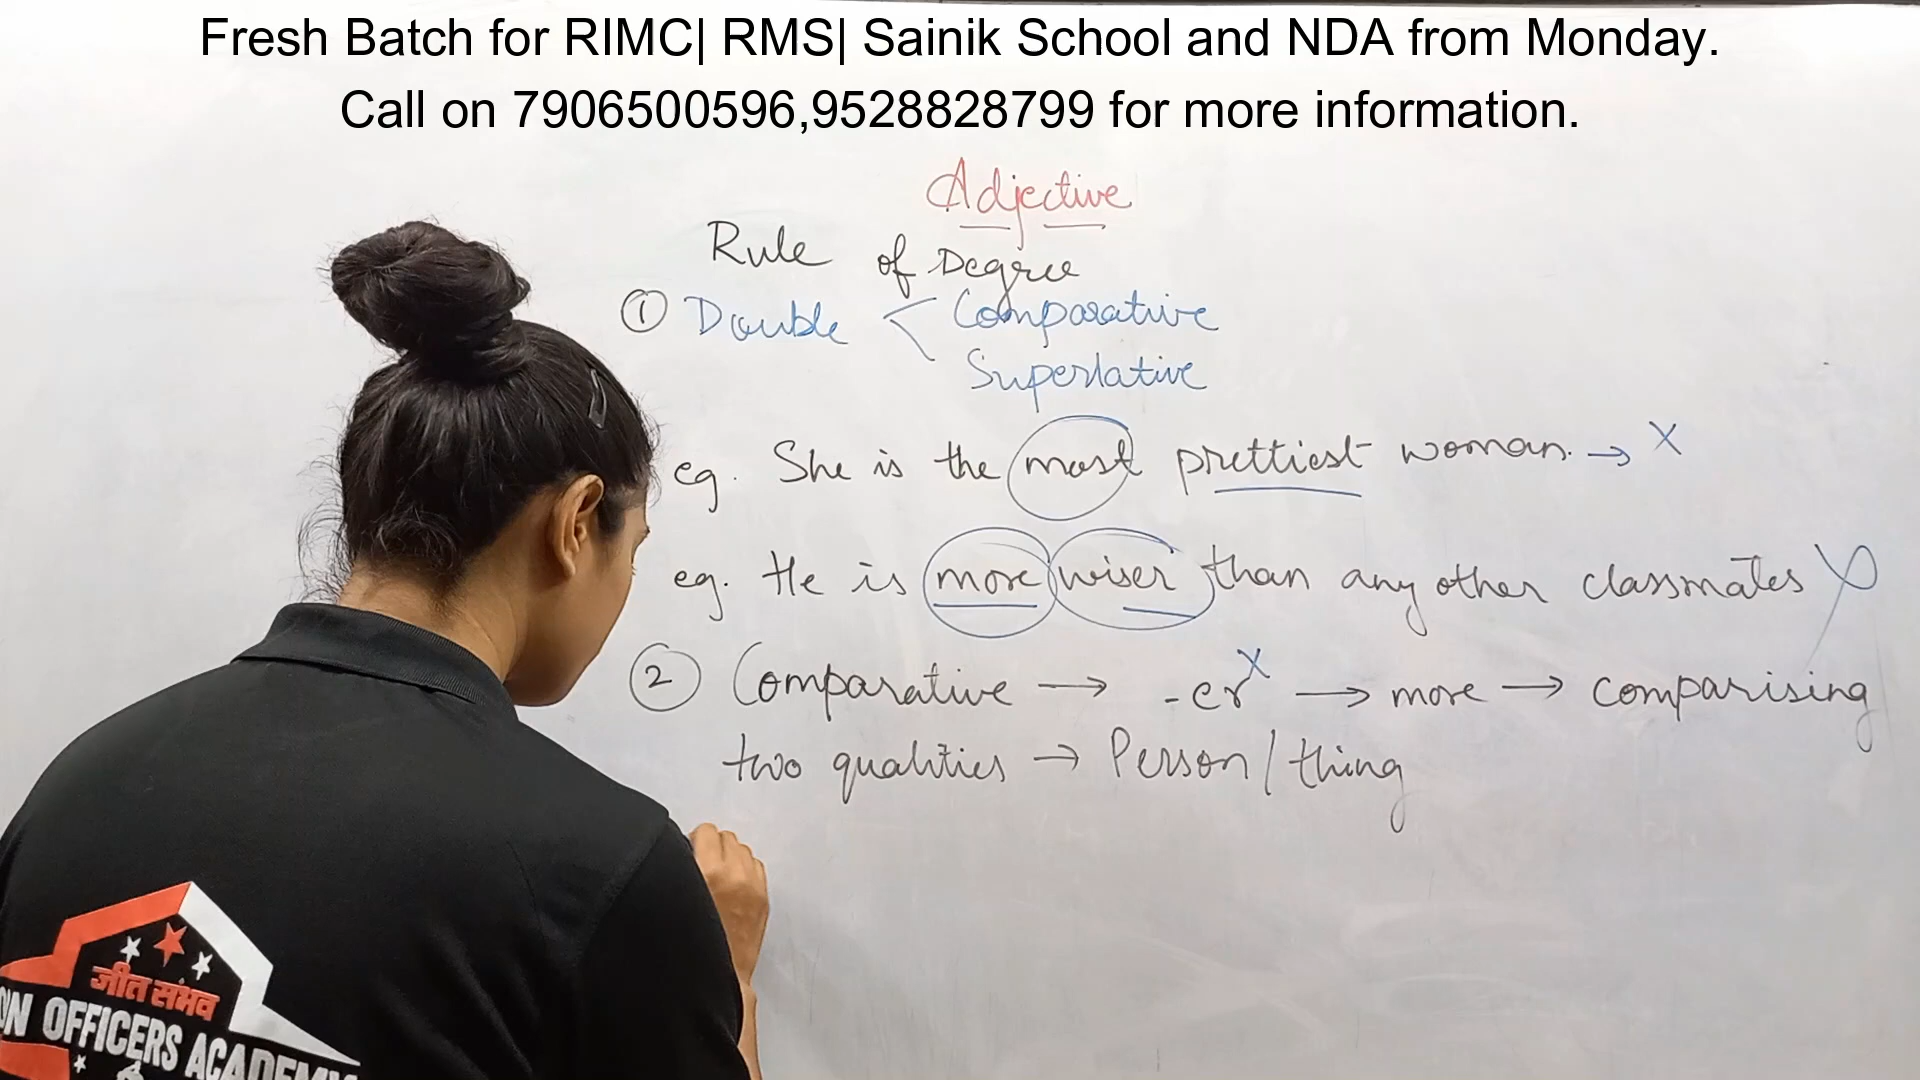 Fresh Batch for RIMC| RMS| Sainik School and NDA from Monday.
Call on 7906500596,9528828799 for more information.
Adjective
Rule of Degree
① Double < Comparative
Superlative
eg. She is the most prettiest woman. → x
eg. He is more wiser than any other classmates
② Comparative → -er x → more → comparising
two qualities → Person/thing
जीत संभव
ON OFFICERS ACADEMY